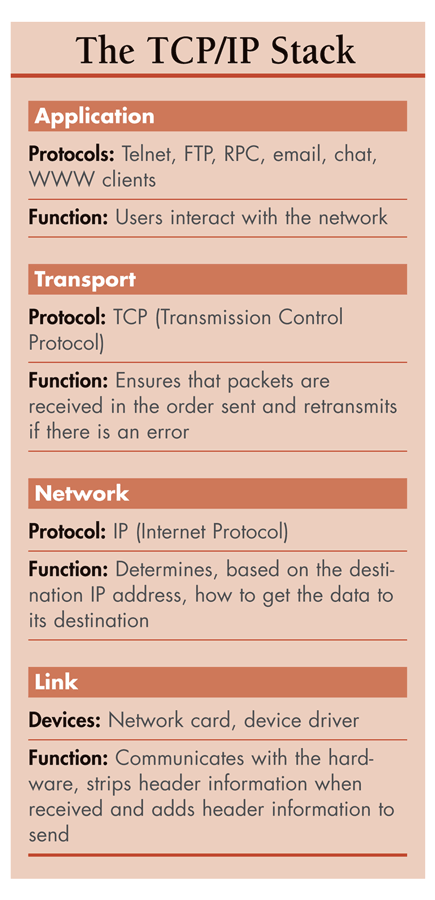 The TCP/IP Stack
Application
Protocols: Telnet, FTP, RPC, email, chat,
WWW clients
Function: Users interact with the network
Transport
Protocol: TCP (Transmission Control
Protocol)
Function: Ensures that packets are
received in the order sent and retransmits
if there is an error
Network
Protocol: IP (Internet Protocol)
Function: Determines, based on the desti-
nation IP address, how to get the data to
its destination
Link
Devices: Network card, device driver
Function: Communicates with the hard-
ware, strips header information when
received and adds header information to
send